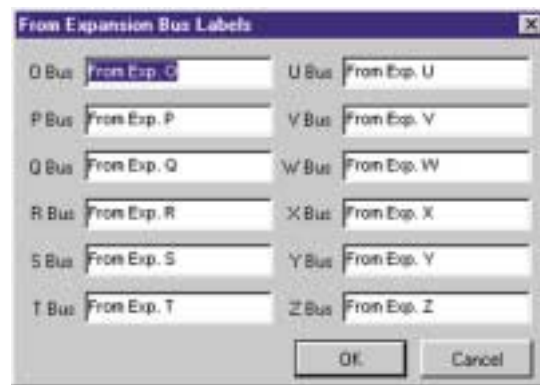 From Expansion Bus Labels
O Bus From Exp. O U Bus From Exp. U
P Bus From Exp. P V Bus From Exp. V
Q Bus From Exp. Q W Bus From Exp. W
R Bus From Exp. R X Bus From Exp. X
S Bus From Exp. S Y Bus From Exp. Y
T Bus From Exp. T Z Bus From Exp. Z
OK Cancel